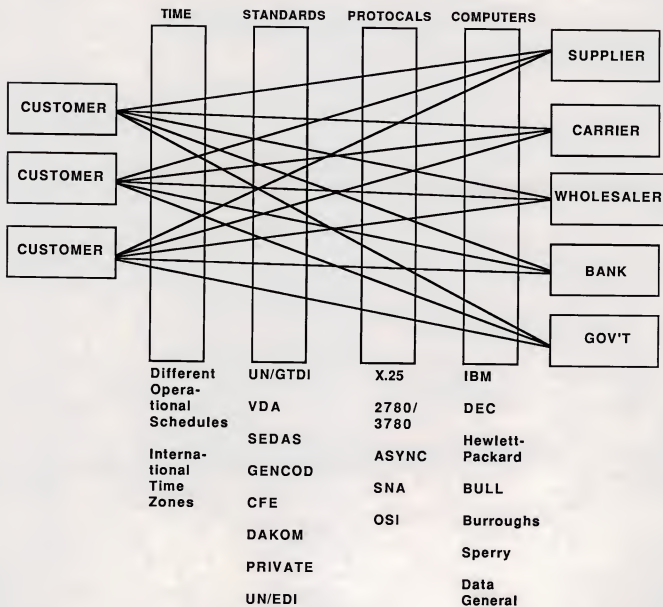 TIME
STANDARDS
PROTOCALS
COMPUTERS
CUSTOMER
CUSTOMER
CUSTOMER
SUPPLIER
CARRIER
WHOLESALER
BANK
GOV'T
Different
Opera-
tional
Schedules
Interna-
tional
Time
Zones
UN/GTDI
VDA
SEDAS
GENCOD
CFE
DAKOM
PRIVATE
UN/EDI
X.25
2780/
3780
ASYNC
SNA
OSI
IBM
DEC
Hewlett-
Packard
BULL
Burroughs
Sperry
Data
General